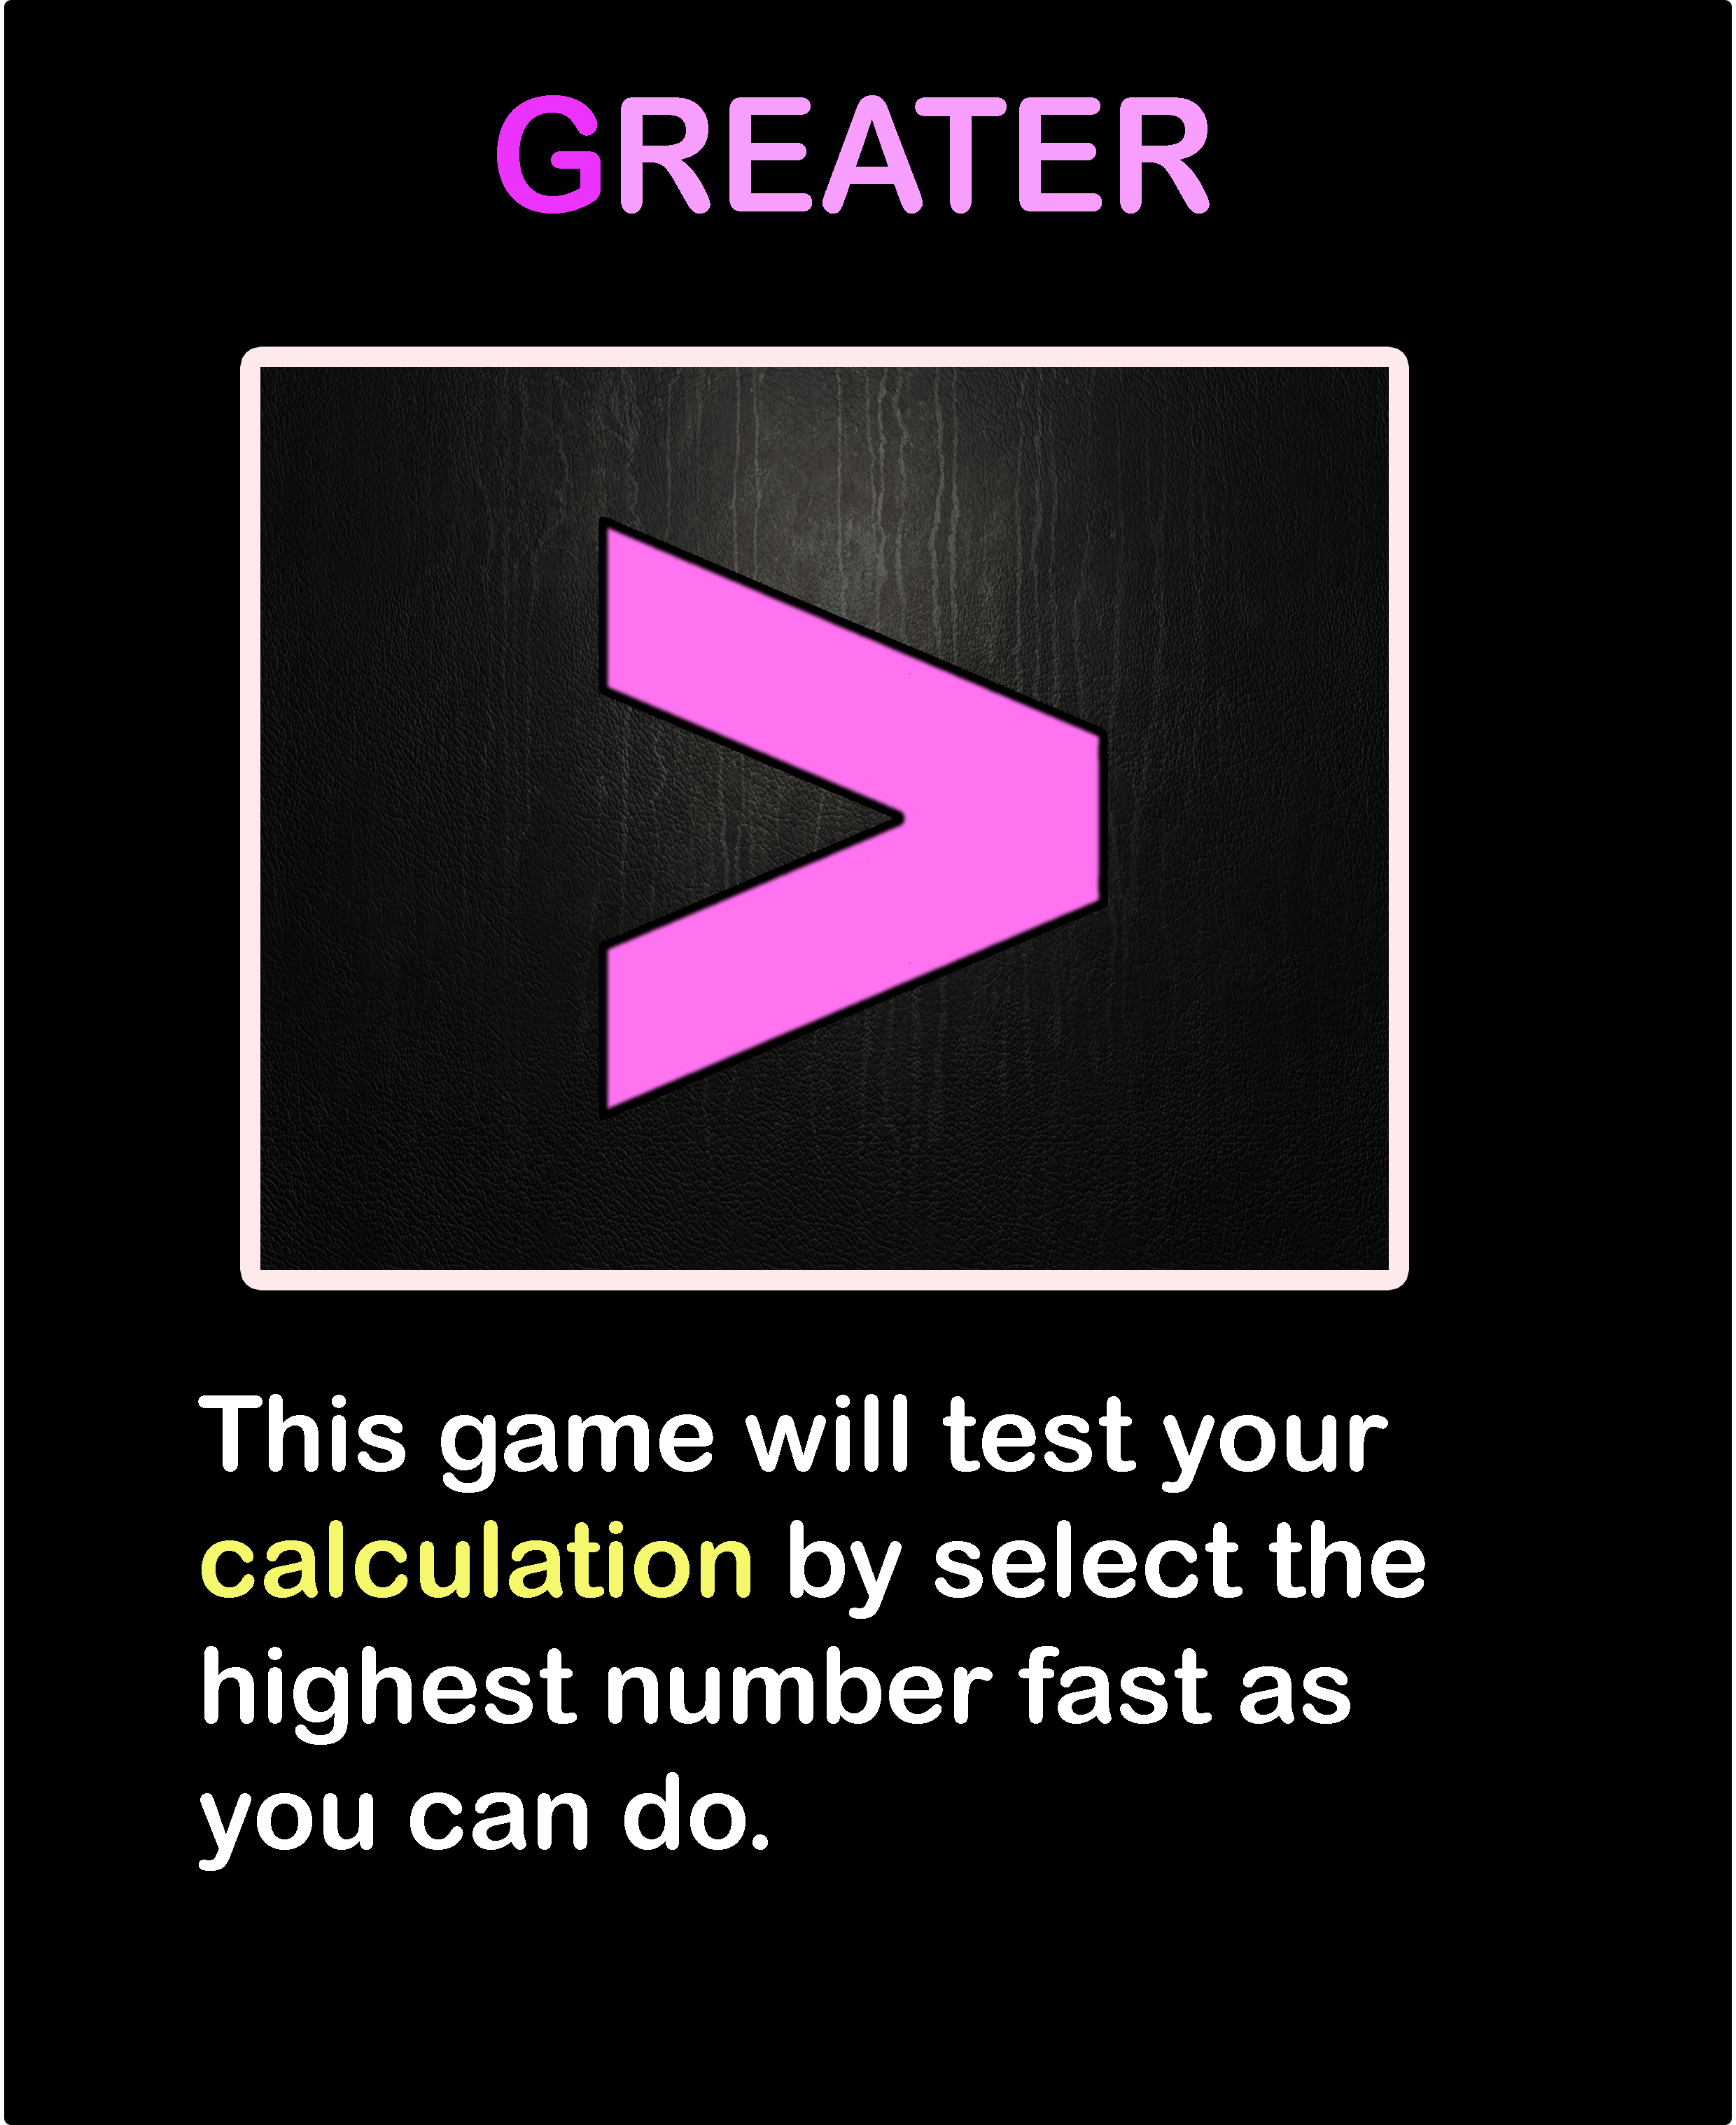 GREATER
>
This game will test your
calculation by select the
highest number fast as
you can do.